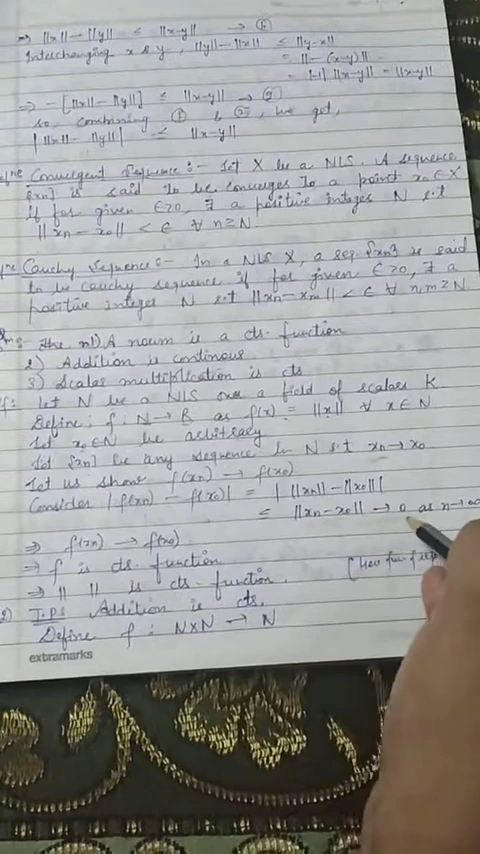 ⇒ ||x|| - ||y|| ≤ ||x-y|| →
Interchanging x & y, ||y|| - ||x|| ≤ ||y-x||
= ||-(x-y)||
= |-1| ||x-y|| = ||x-y||
⇒ -[||x|| - ||y||] ≤ ||x-y|| → ②
so, combining ① & ②, we get,
| ||x|| - ||y|| | ≤ ||x-y||
Convergent Sequence :- Let X be a NLS. A sequence
{xn} is said to be converges to a point x0 ∈ X
if for given ∈>0, ∃ a positive integer N s.t
||xn - x0|| < ∈ ∀ n ≥ N.
Cauchy Sequence :- In a NLS X, a seq {xn} is said
to be cauchy sequence if for given ∈>0, ∃ a
positive integer N s.t ||xn - xm|| < ∈ ∀ n,m ≥ N
1) A norm is a cts. function
2) Addition is continous.
3) Scalar multiplication is cts
Let N be a NLS over a field of scalars K.
Define ; f : N → R as f(x) = ||x|| ∀ x ∈ N
Let x0 ∈ N be arbitrary
Let {xn} be any sequence in N s.t xn → x0
Let us show f(xn) → f(x0)
Consider |f(xn) - f(x0)| = | ||xn|| - ||x0|| |
≤ ||xn - x0|| → 0 as n → ∞
⇒ f(xn) → f(x0)
⇒ f is cts. function
⇒ || || is cts. function.
2) T.P.S Addition is cts.
Define f : N×N → N
extramarks